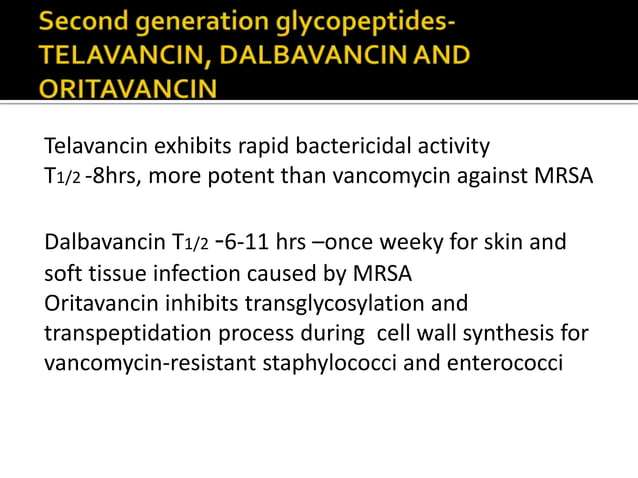 Second generation glycopeptides-
TELAVANCIN, DALBAVANCIN AND
ORITAVANCIN
Telavancin exhibits rapid bactericidal activity
T1/2 -8hrs, more potent than vancomycin against MRSA
Dalbavancin T1/2 -6-11 hrs –once weeky for skin and
soft tissue infection caused by MRSA
Oritavancin inhibits transglycosylation and
transpeptidation process during cell wall synthesis for
vancomycin-resistant staphylococci and enterococci